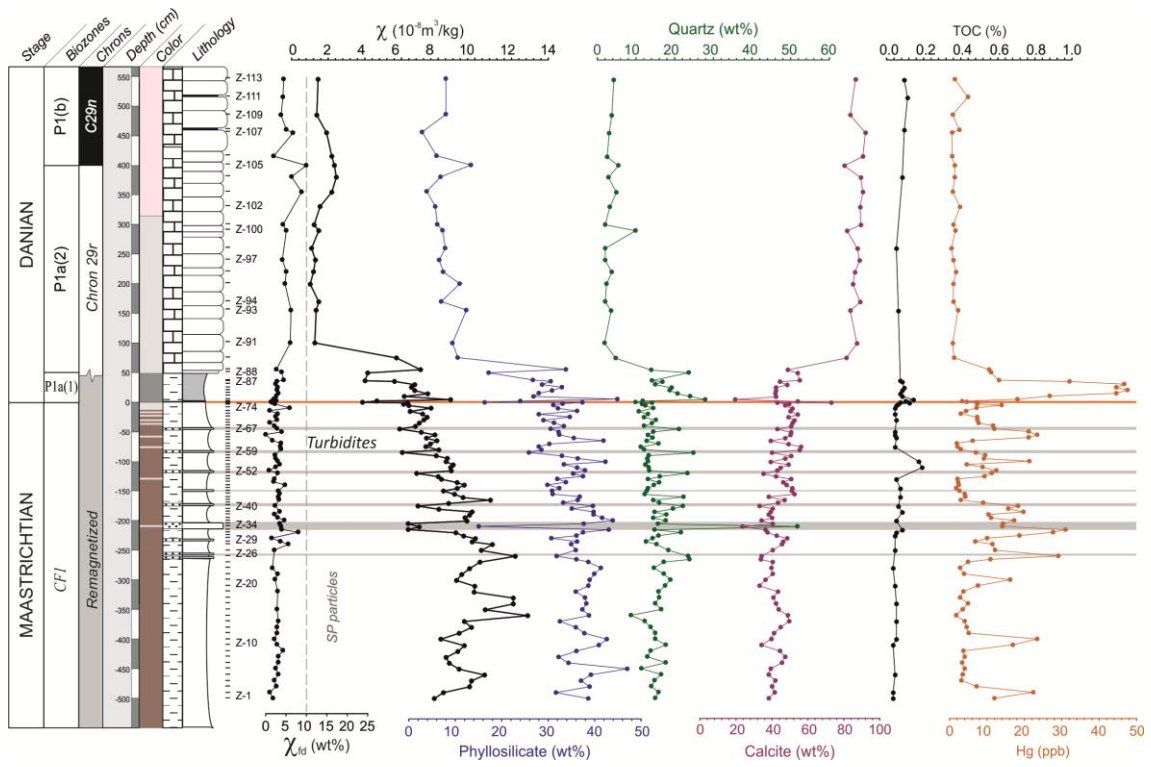 Stage Biozones Chrons Depth (cm) Color Lithology
χ (10⁻⁸m³/kg)
0 2 4 6 8 10 12 14
Quartz (wt%)
0 10 20 30 40 50 60
TOC (%)
0 0.2 0.4 0.6 0.8 1.0
DANIAN
MAASTRICHTIAN
P1(b)
P1a(2)
P1a(1)
CF1
C29n
Chron 29r
Remagnetized
550
500
450
400
350
300
250
200
150
100
50
0
-50
-100
-150
-200
-250
-300
-350
-400
-450
-500
Z-113
Z-111
Z-109
Z-107
Z-105
Z-102
Z-100
Z-97
Z-94
Z-93
Z-91
Z-88
Z-87
Z-74
Z-67
Z-59
Z-52
Z-40
Z-34
Z-29
Z-26
Z-20
Z-10
Z-1
Turbidites
SP particles
0 5 10 15 20 25
χfd (wt%)
0 10 20 30 40 50
Phyllosilicate (wt%)
0 20 40 60 80 100
Calcite (wt%)
0 10 20 30 40 50
Hg (ppb)